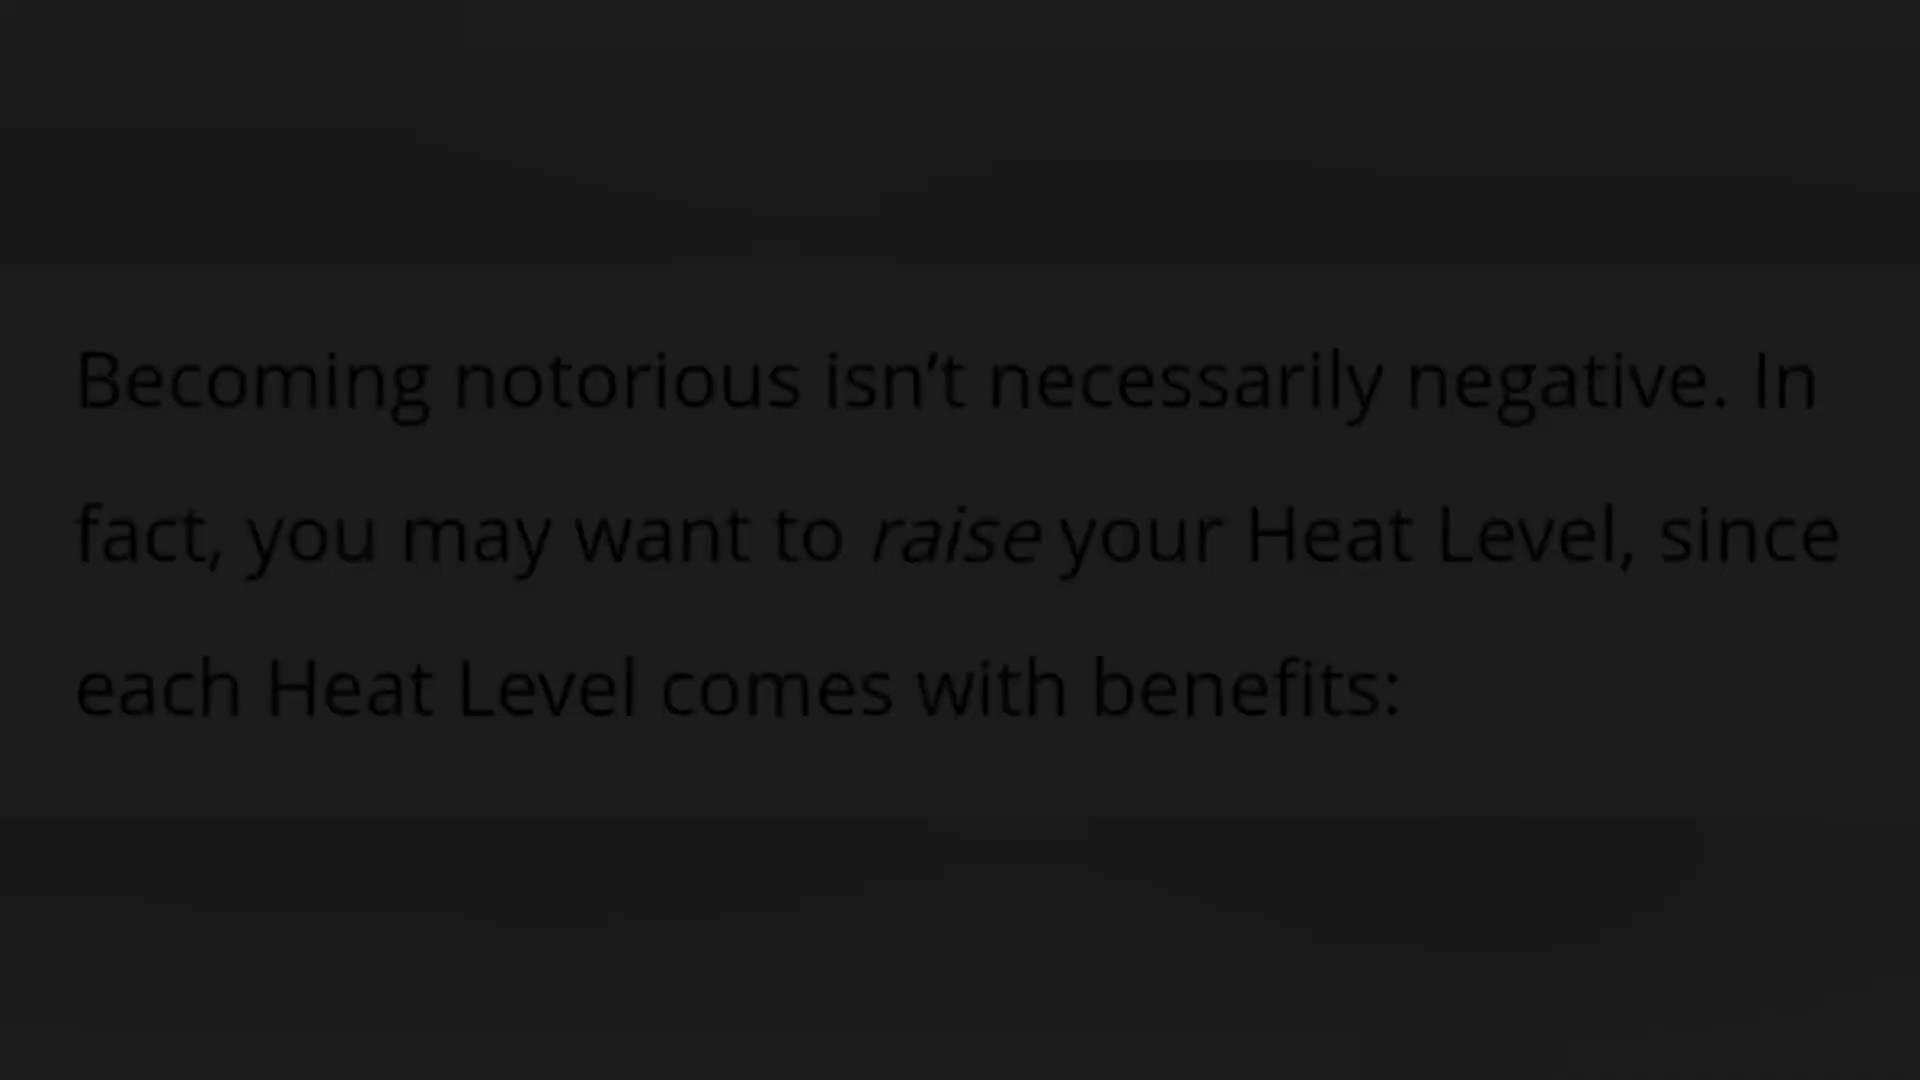 Becoming notorious isn’t necessarily negative. In
fact, you may want to raise your Heat Level, since
each Heat Level comes with benefits: